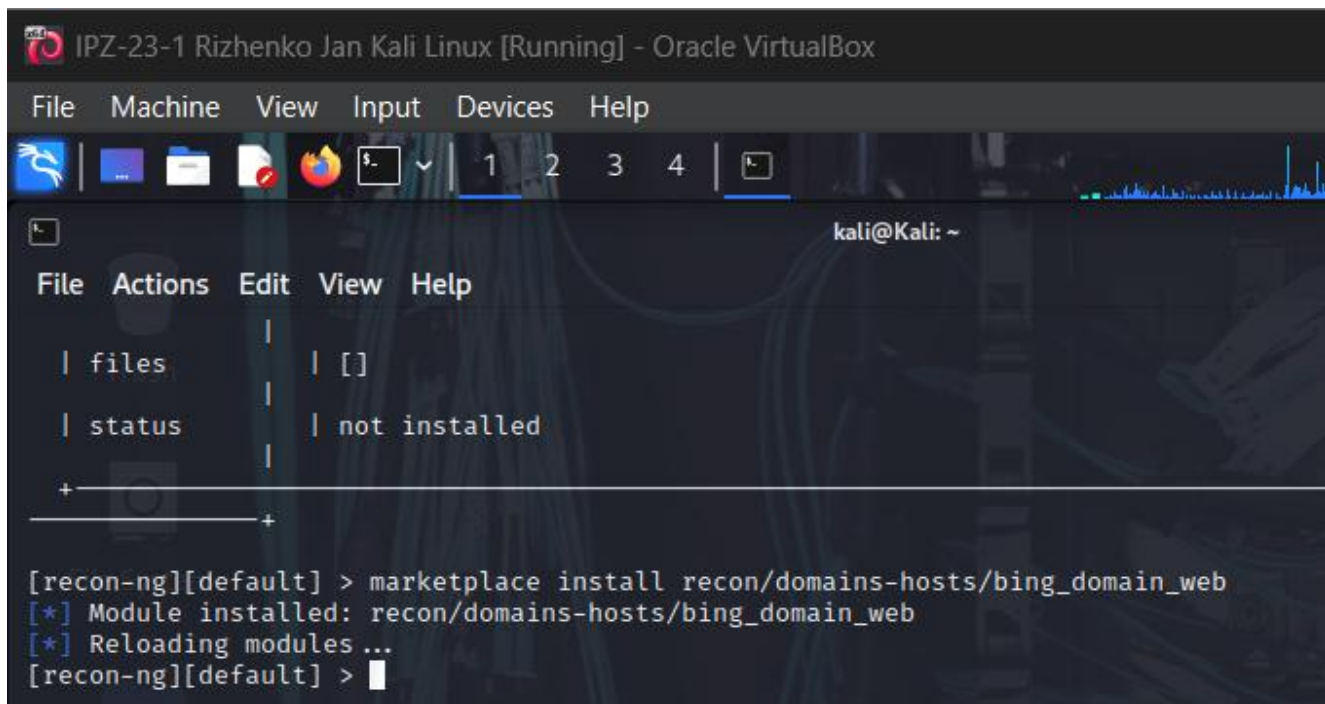 IPZ-23-1 Rizhenko Jan Kali Linux [Running] - Oracle VirtualBox
File Machine View Input Devices Help
1 2 3 4
kali@Kali: ~
File Actions Edit View Help
|
| files | []
|
| status | not installed
|
+
+
[recon-ng][default] > marketplace install recon/domains-hosts/bing_domain_web
[*] Module installed: recon/domains-hosts/bing_domain_web
[*] Reloading modules...
[recon-ng][default] >